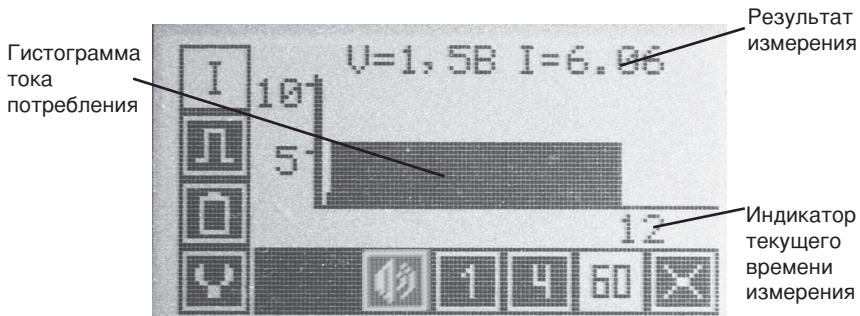 Гистограмма
тока
потребления
Результат
измерения
V=1,5В I=6.06
I
10
5
12
Индикатор
текущего
времени
измерения
1
4
60